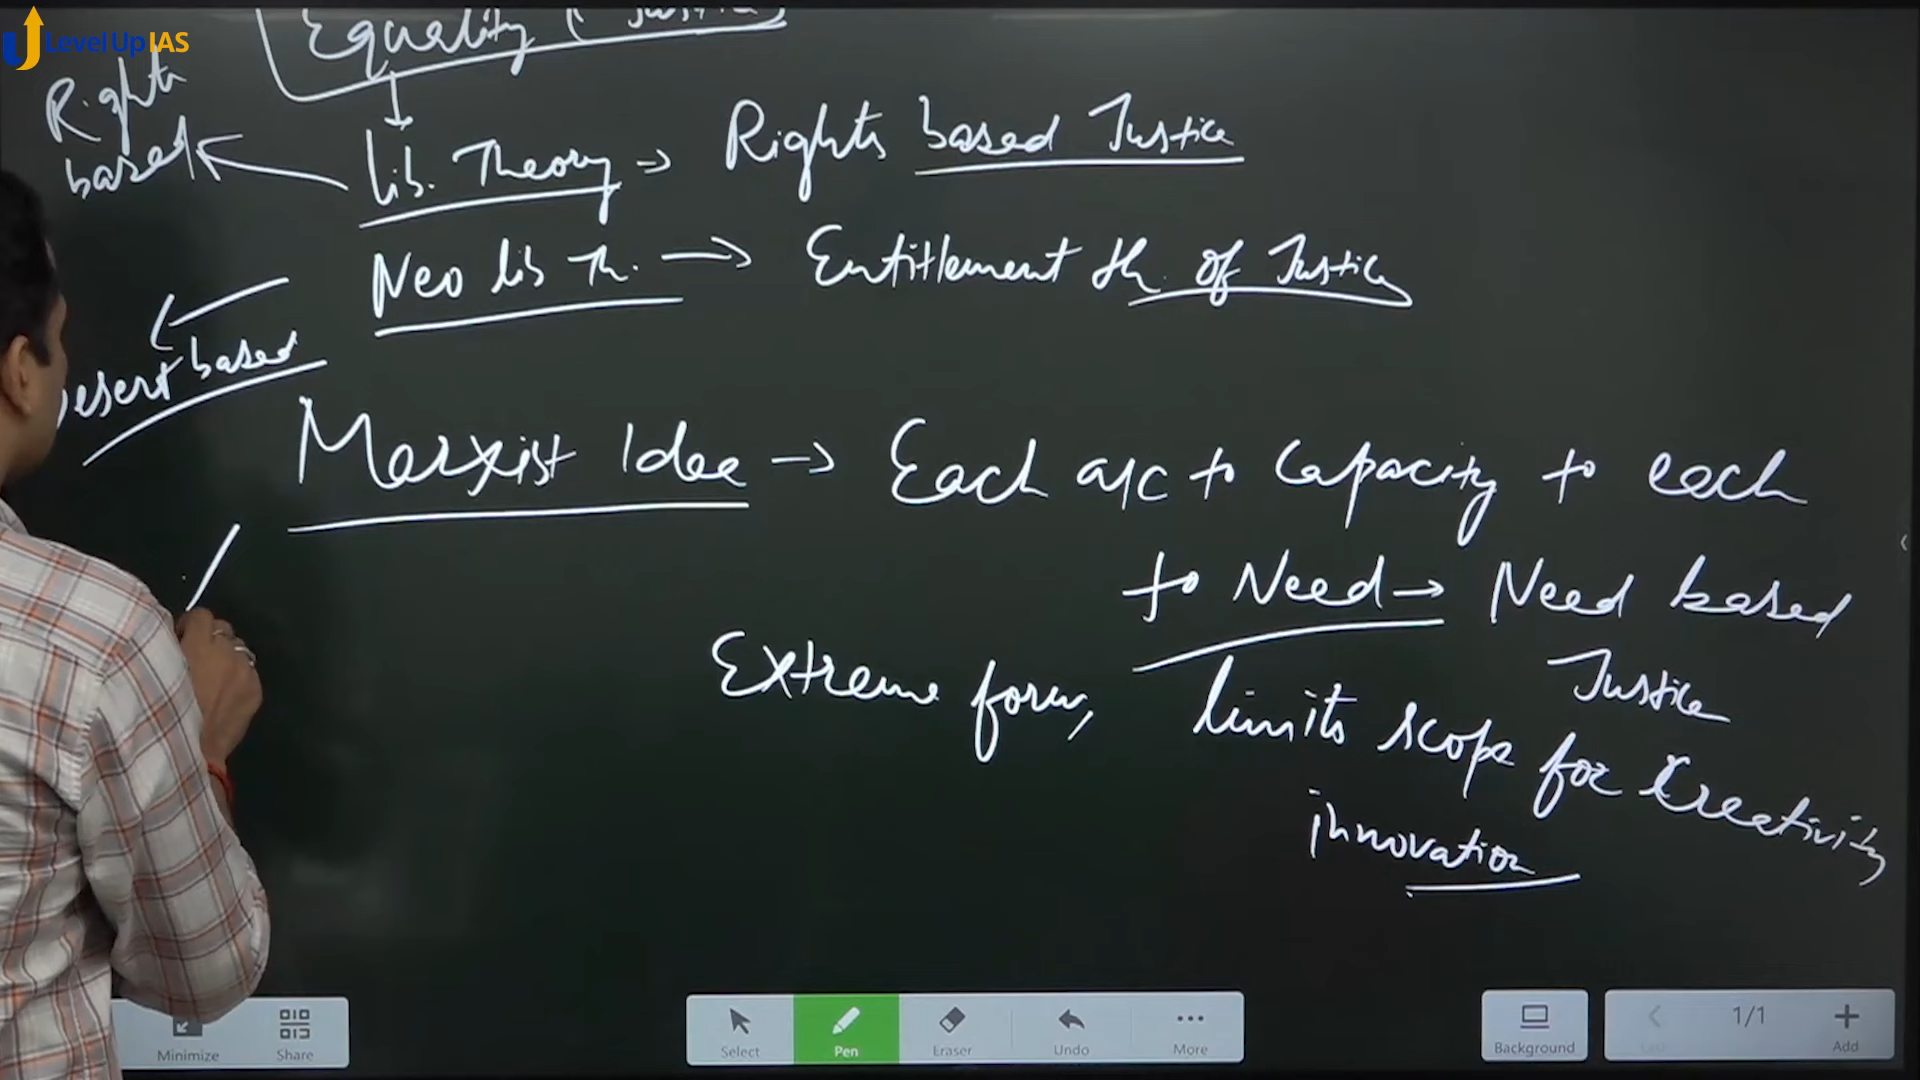 Level Up IAS
Equality ( Justice
Rights
based
Lib. Theory → Rights based Justice
Neo lib Th. → Entitlement th. of Justice
esert based
Marxist Idea → Each a/c to Capacity to each
to Need → Need based
Justice
Extreme form, limits scope for Creativity
innovation
Minimize
Share
Select
Pen
Eraser
Undo
More
Background
1/1
Add